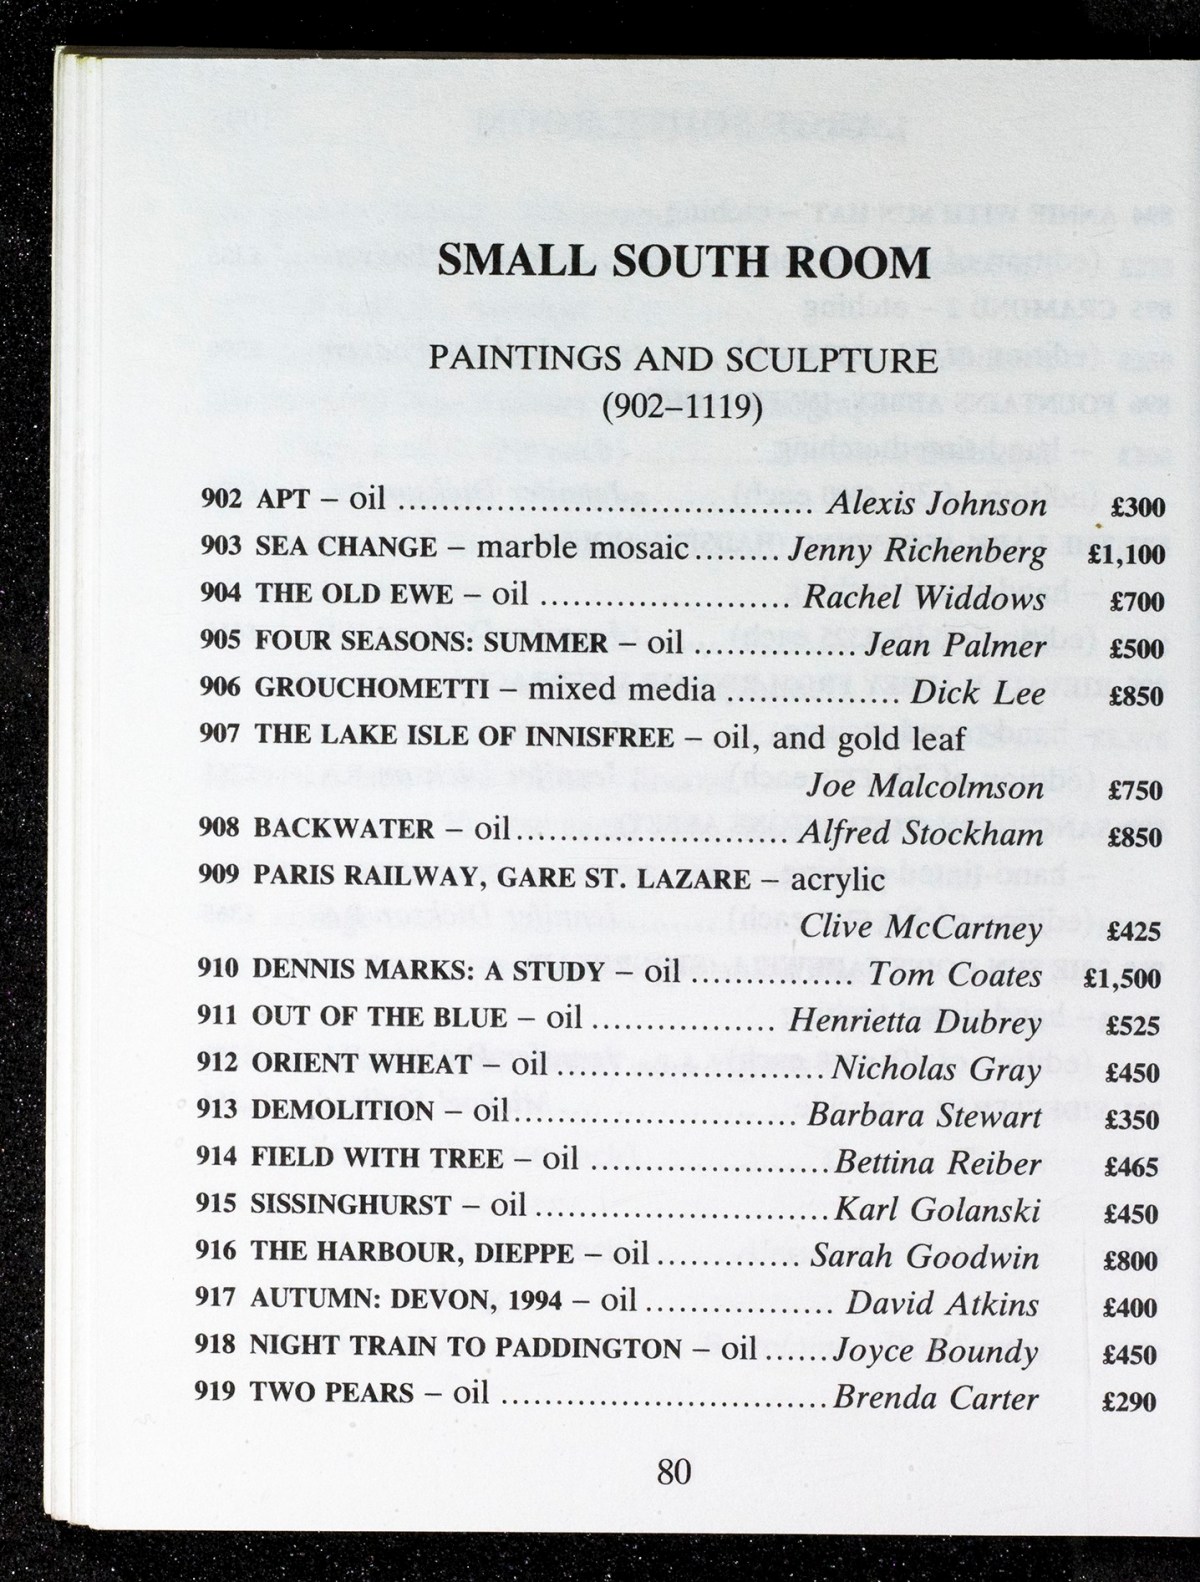 SMALL SOUTH ROOM
PAINTINGS AND SCULPTURE
(902–1119)
902 APT – oil ....................................... Alexis Johnson £300
903 SEA CHANGE – marble mosaic........ Jenny Richenberg £1,100
904 THE OLD EWE – oil ........................ Rachel Widdows £700
905 FOUR SEASONS: SUMMER – oil ................ Jean Palmer £500
906 GROUCHOMETTI – mixed media ................. Dick Lee £850
907 THE LAKE ISLE OF INNISFREE – oil, and gold leaf
Joe Malcolmson £750
908 BACKWATER – oil.......................... Alfred Stockham £850
909 PARIS RAILWAY, GARE ST. LAZARE – acrylic
Clive McCartney £425
910 DENNIS MARKS: A STUDY – oil ............... Tom Coates £1,500
911 OUT OF THE BLUE – oil ................. Henrietta Dubrey £525
912 ORIENT WHEAT – oil ......................... Nicholas Gray £450
913 DEMOLITION – oil........................... Barbara Stewart £350
914 FIELD WITH TREE – oil ....................... Bettina Reiber £465
915 SISSINGHURST – oil ............................ Karl Golanski £450
916 THE HARBOUR, DIEPPE – oil.............. Sarah Goodwin £800
917 AUTUMN: DEVON, 1994 – oil .................. David Atkins £400
918 NIGHT TRAIN TO PADDINGTON – oil ......Joyce Boundy £450
919 TWO PEARS – oil ............................... Brenda Carter £290
80